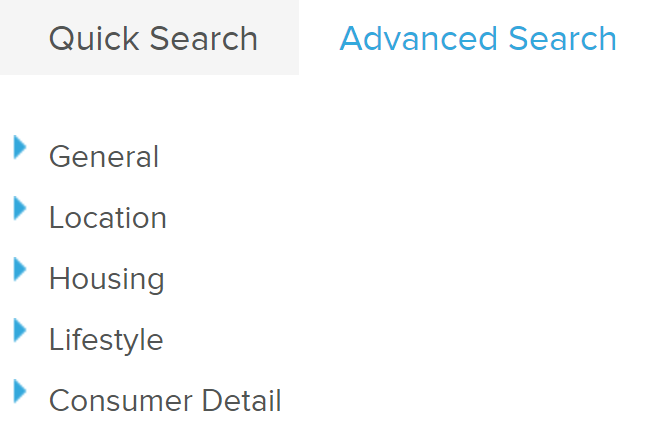 Quick Search Advanced Search
General
Location
Housing
Lifestyle
Consumer Detail